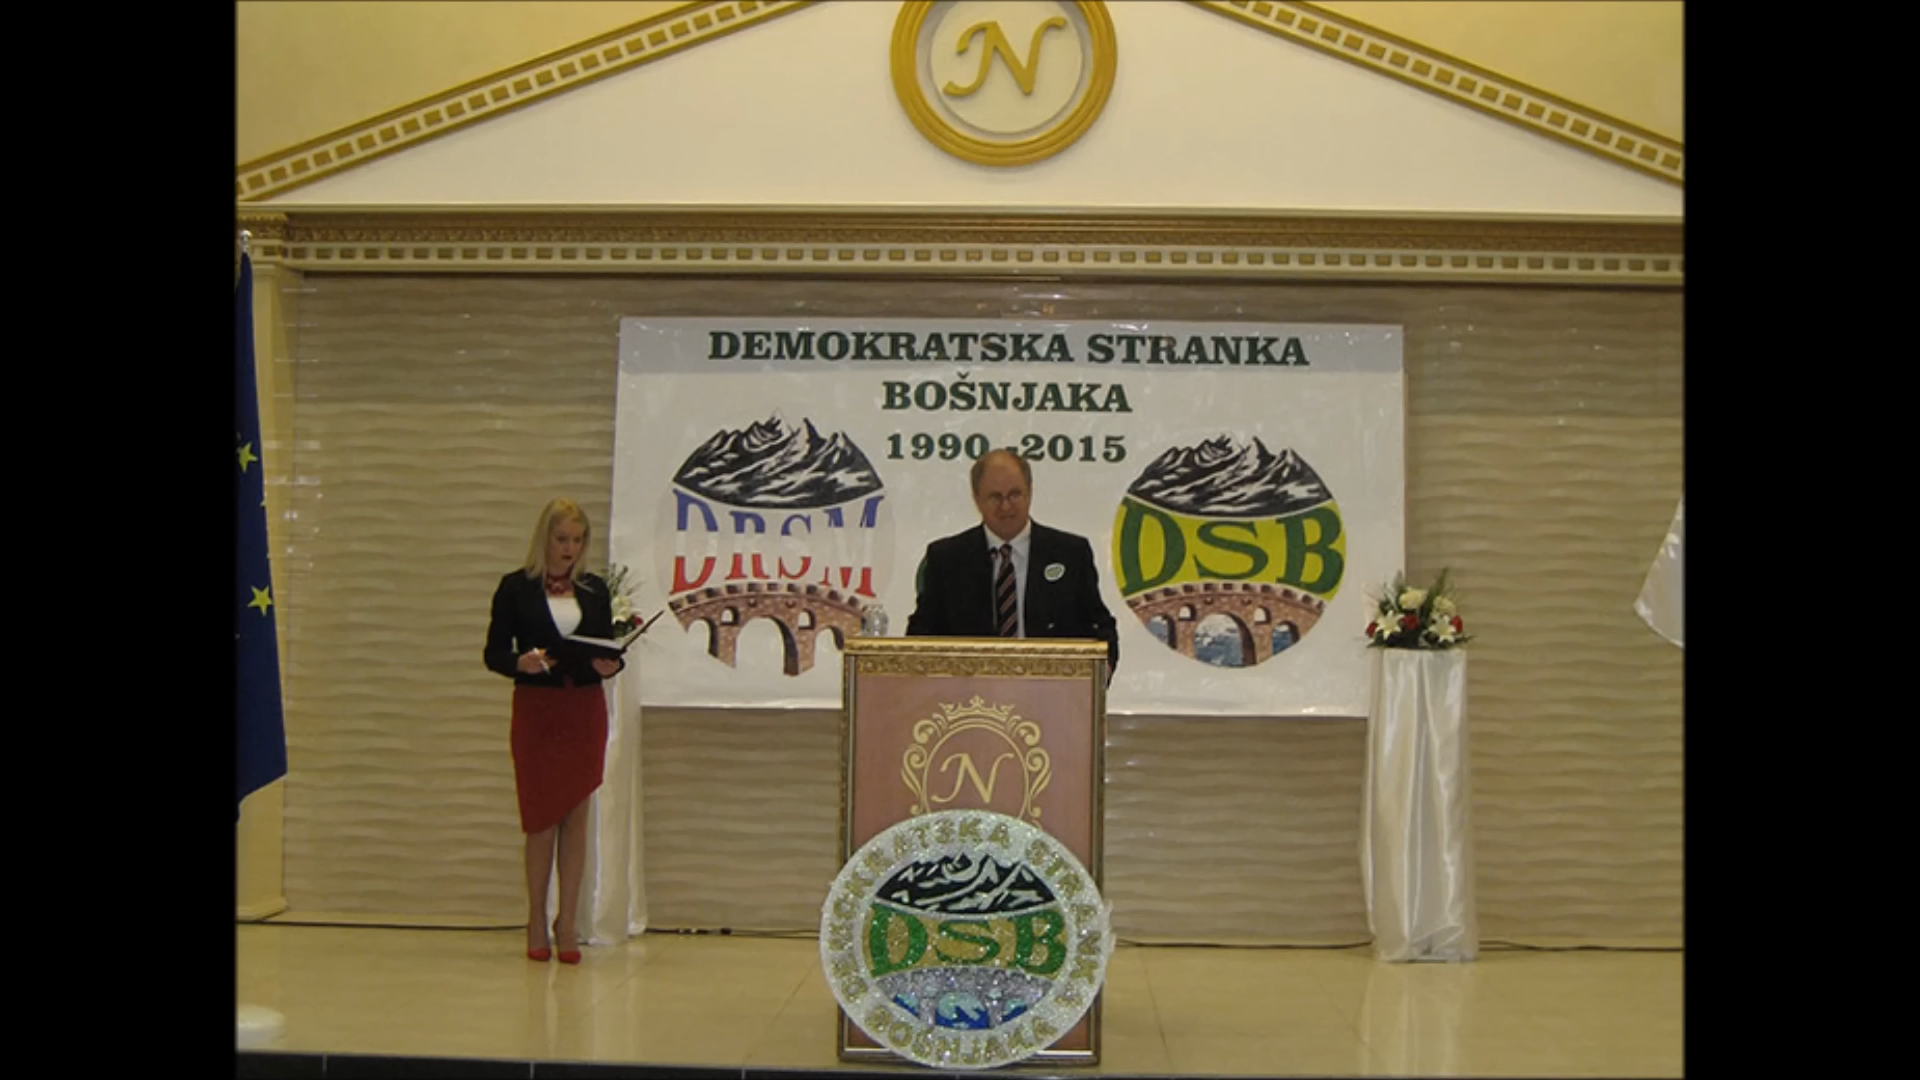 N
DEMOKRATSKA STRANKA
BOŠNJAKA
1990-2015
DRSM
DSB
N
DEMOKRATSKA STRANKA
DSB
BOŠNJAKA